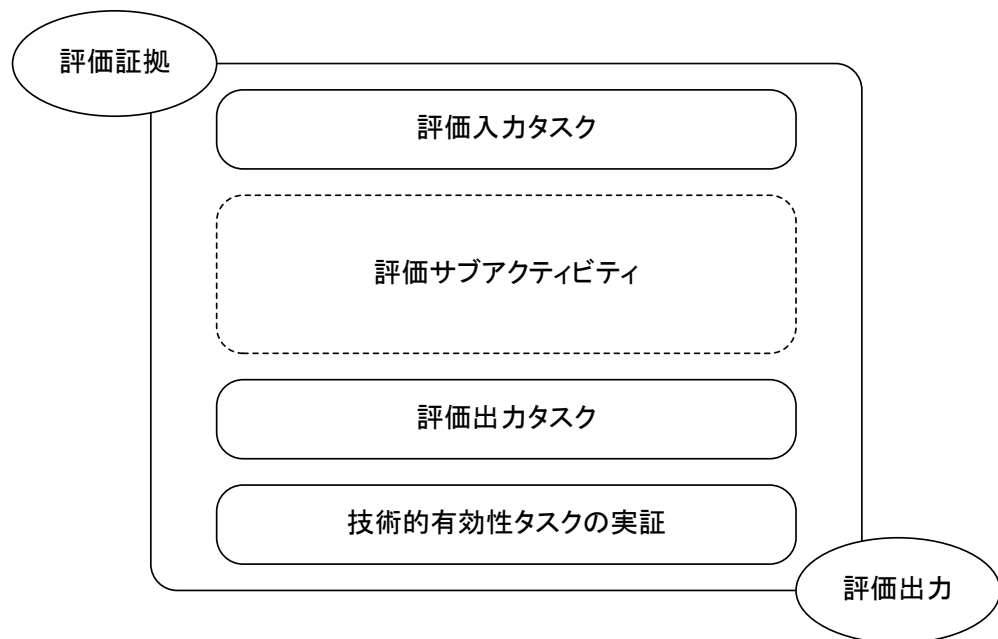 評価証拠
評価入力タスク
評価サブアクティビティ
評価出力タスク
技術的有効性タスクの実証
評価出力